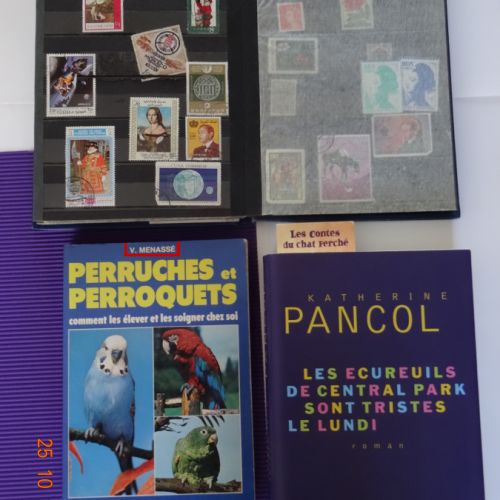 Les Contes
du chat Perché
V. MENASSÉ
PERRUCHES et
PERROQUETS
comment les élever et les soigner chez soi
KATHERINE
PANCOL
LES ECUREUILS
DE CENTRAL PARK
SONT TRISTES
LE LUNDI
roman
25 10